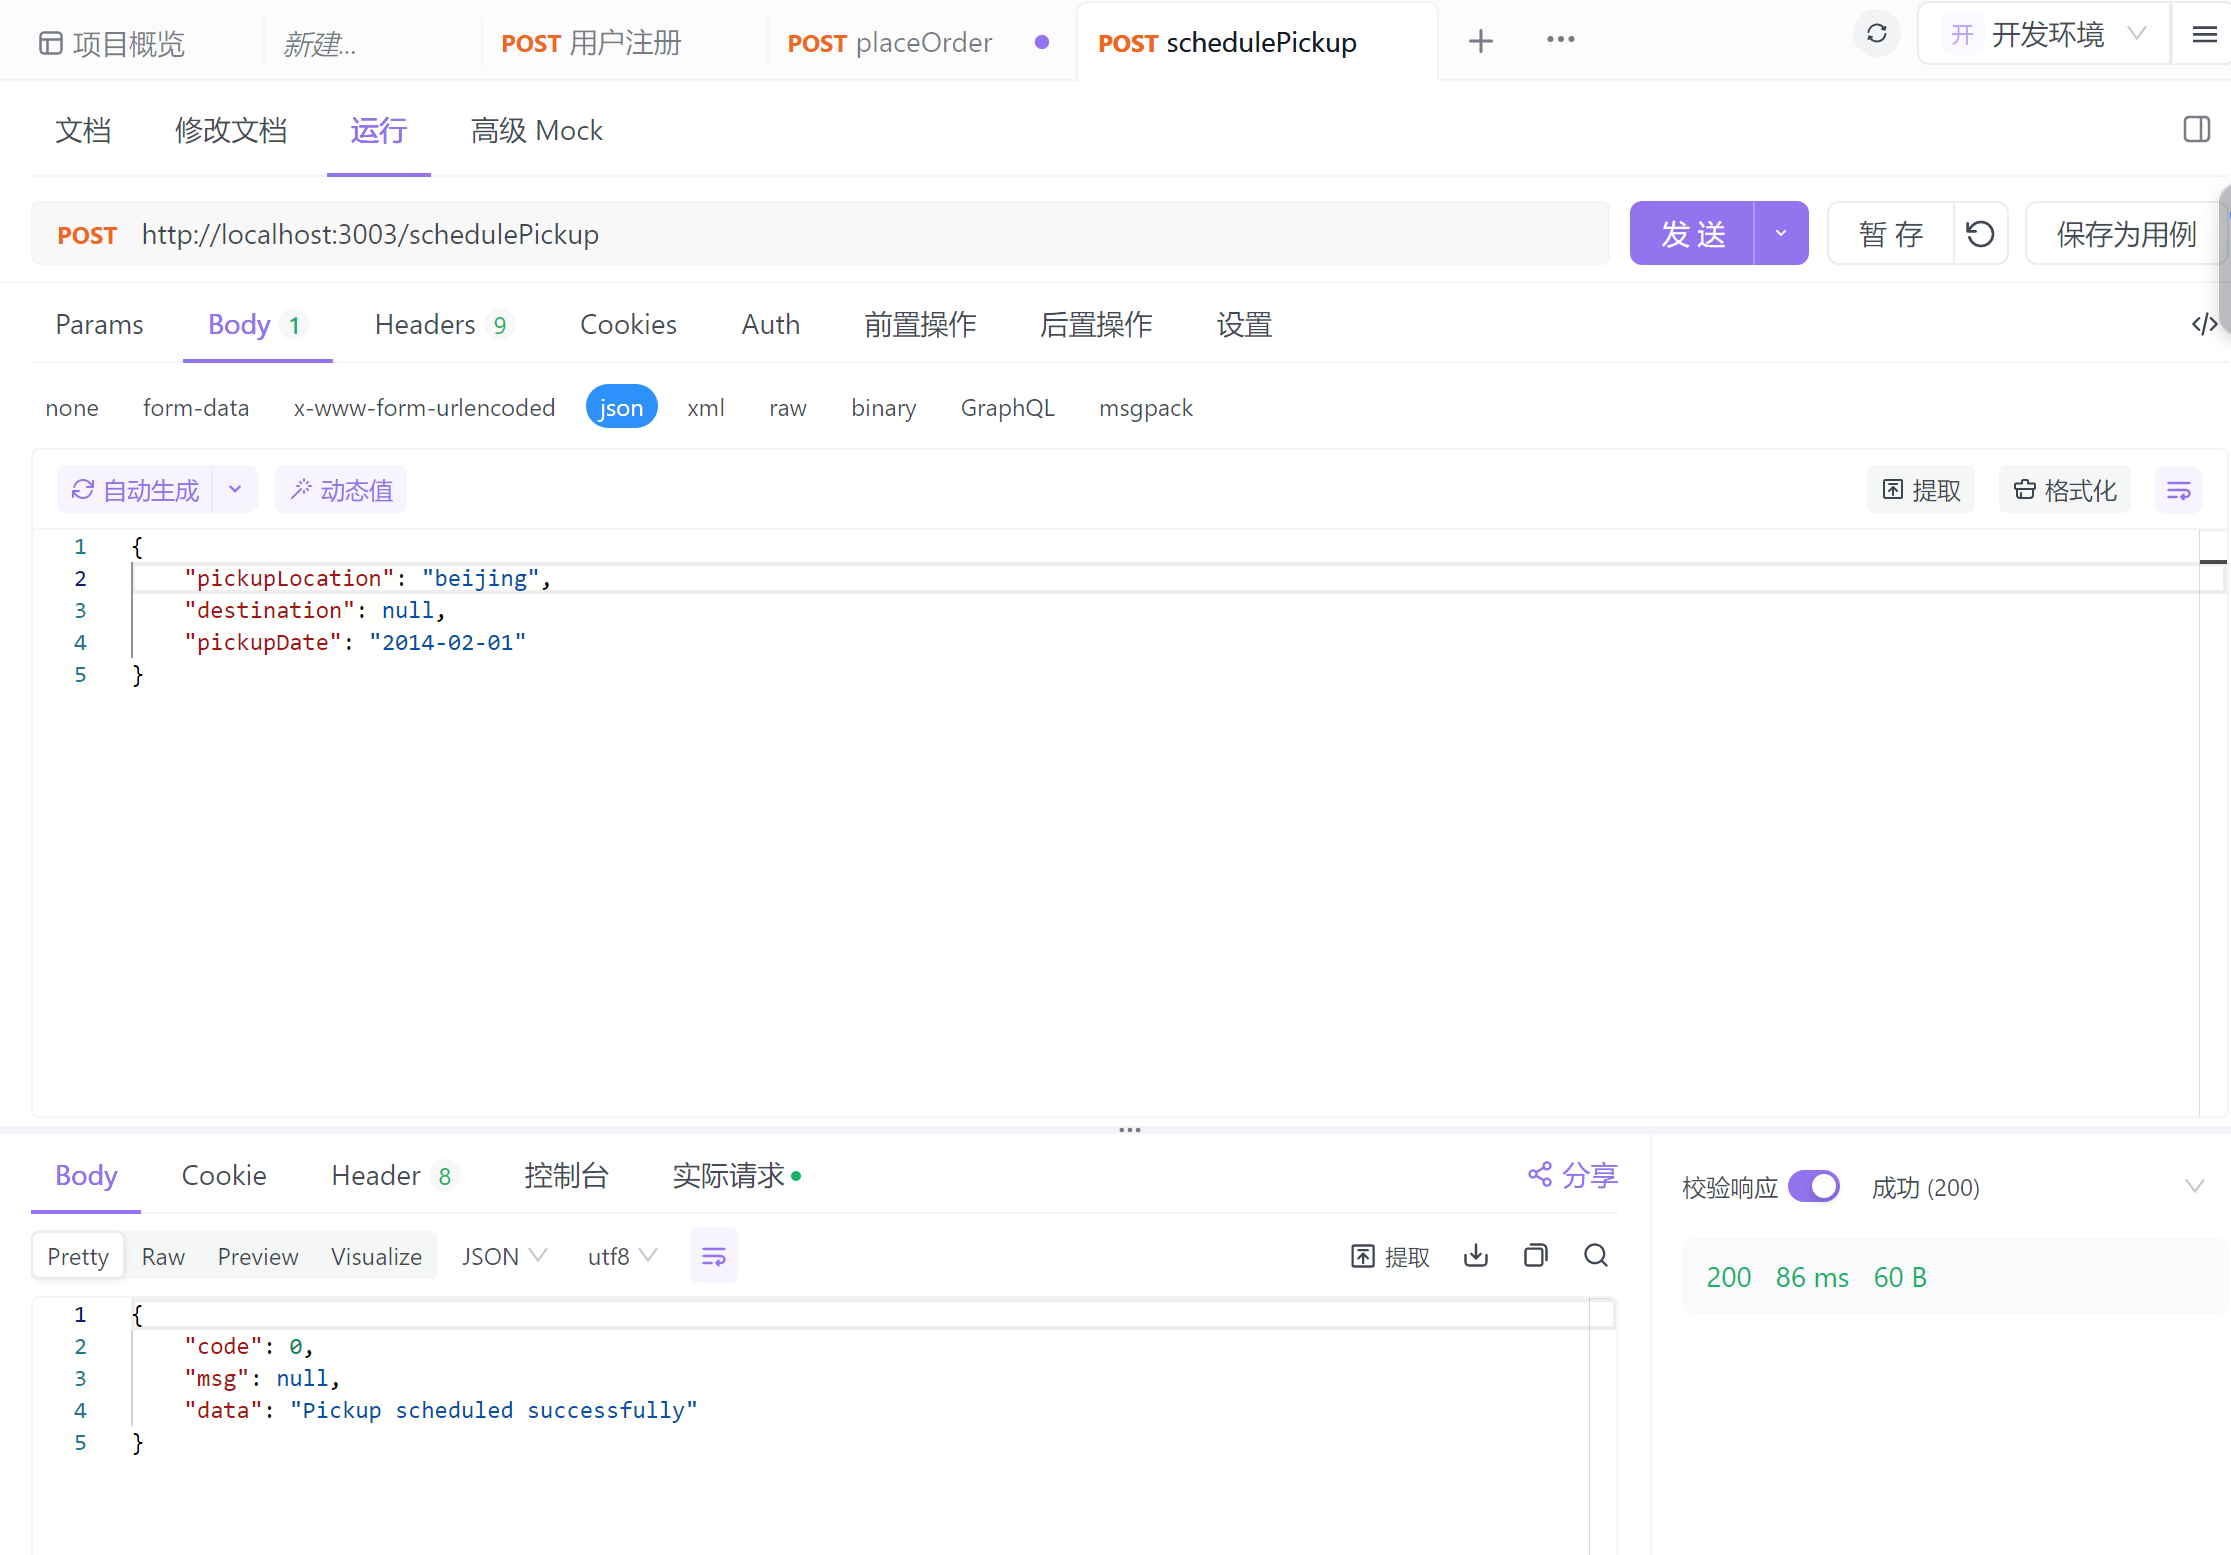 项目概览 新建... POST 用户注册 POST placeOrder POST schedulePickup 开 开发环境
文档 修改文档 运行 高级 Mock
POST http://localhost:3003/schedulePickup 发 送 暂 存 保存为用例
Params Body 1 Headers 9 Cookies Auth 前置操作 后置操作 设置
none form-data x-www-form-urlencoded json xml raw binary GraphQL msgpack
自动生成 动态值 提取 格式化
1 {
2 "pickupLocation": "beijing",
3 "destination": null,
4 "pickupDate": "2014-02-01"
5 }
Body Cookie Header 8 控制台 实际请求 分享
校验响应 成功 (200)
Pretty Raw Preview Visualize JSON utf8 提取
200 86 ms 60 B
1 {
2 "code": 0,
3 "msg": null,
4 "data": "Pickup scheduled successfully"
5 }